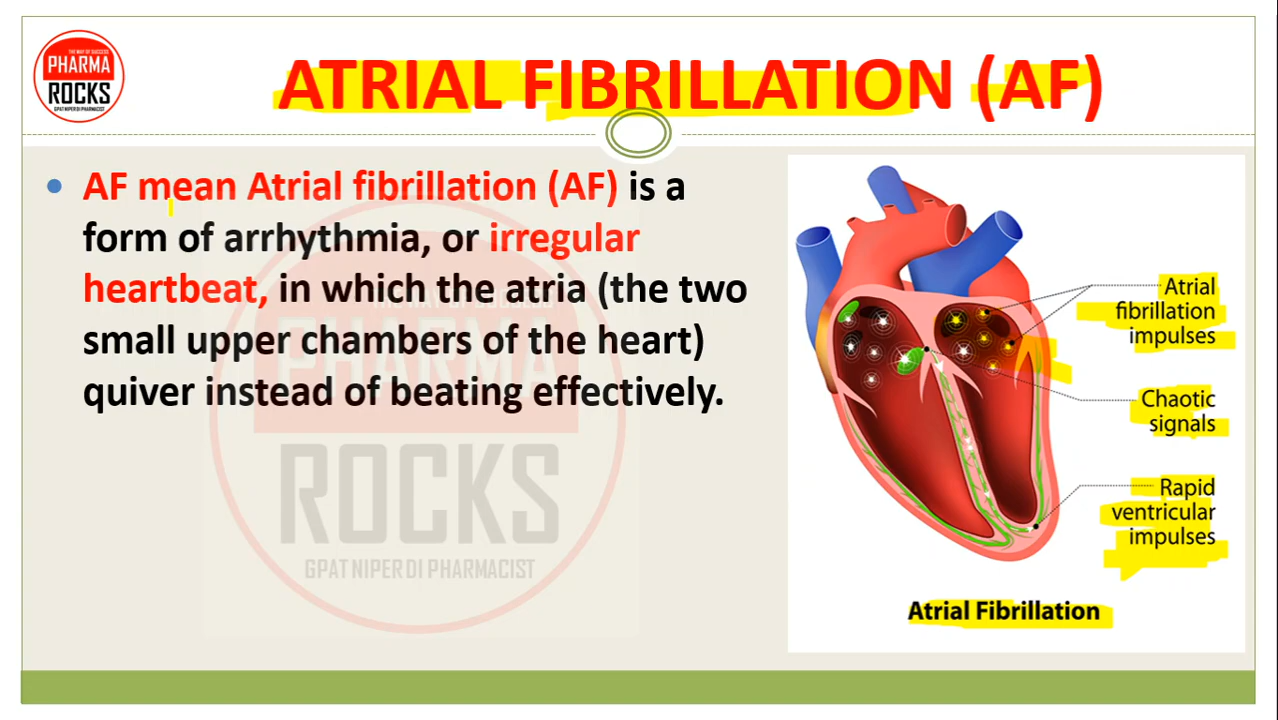 THE WAY OF SUCCESS
PHARMA
ROCKS
GPAT NIPER DI PHARMACIST
ATRIAL FIBRILLATION (AF)
AF mean Atrial fibrillation (AF) is a
form of arrhythmia, or irregular
heartbeat, in which the atria (the two
small upper chambers of the heart)
quiver instead of beating effectively.
PHARMA
ROCKS
GPAT NIPER DI PHARMACIST
Atrial
fibrillation
impulses
Chaotic
signals
Rapid
ventricular
impulses
Atrial Fibrillation